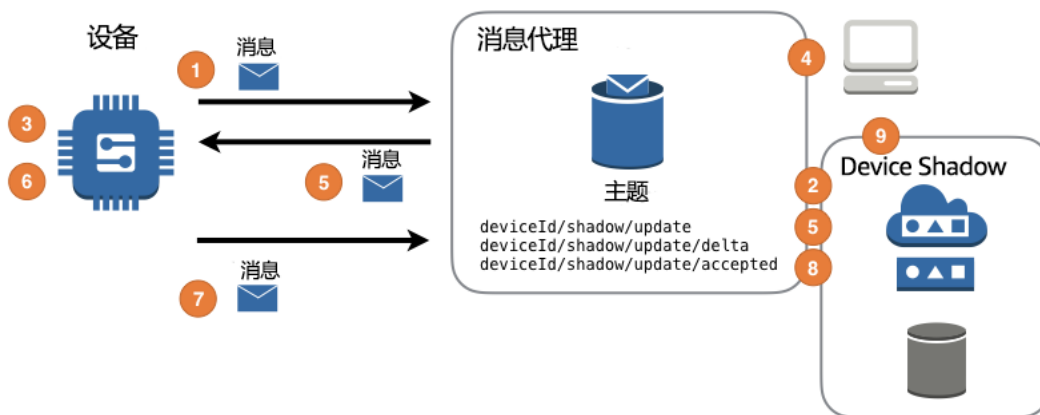 设备
消息
1
3
6
消息
5
消息
7
消息代理
主题
deviceId/shadow/update
deviceId/shadow/update/delta
deviceId/shadow/update/accepted
4
9
Device Shadow
2
5
8